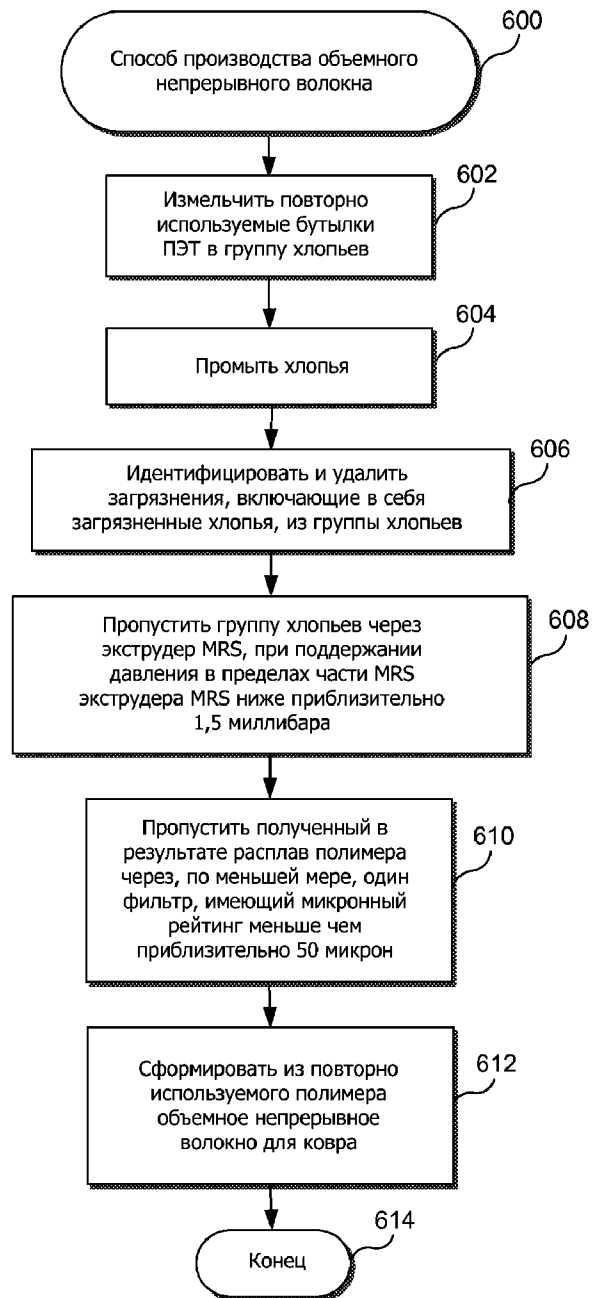 600
Способ производства объемного
непрерывного волокна
602
Измельчить повторно
используемые бутылки
ПЭТ в группу хлопьев
604
Промыть хлопья
606
Идентифицировать и удалить
загрязнения, включающие в себя
загрязненные хлопья, из группы хлопьев
608
Пропустить группу хлопьев через
экструдер MRS, при поддержании
давления в пределах части MRS
экструдера MRS ниже приблизительно
1,5 миллибара
610
Пропустить полученный в
результате расплав полимера
через, по меньшей мере, один
фильтр, имеющий микронный
рейтинг меньше чем
приблизительно 50 микрон
612
Сформировать из повторно
используемого полимера
объемное непрерывное
волокно для ковра
614
Конец